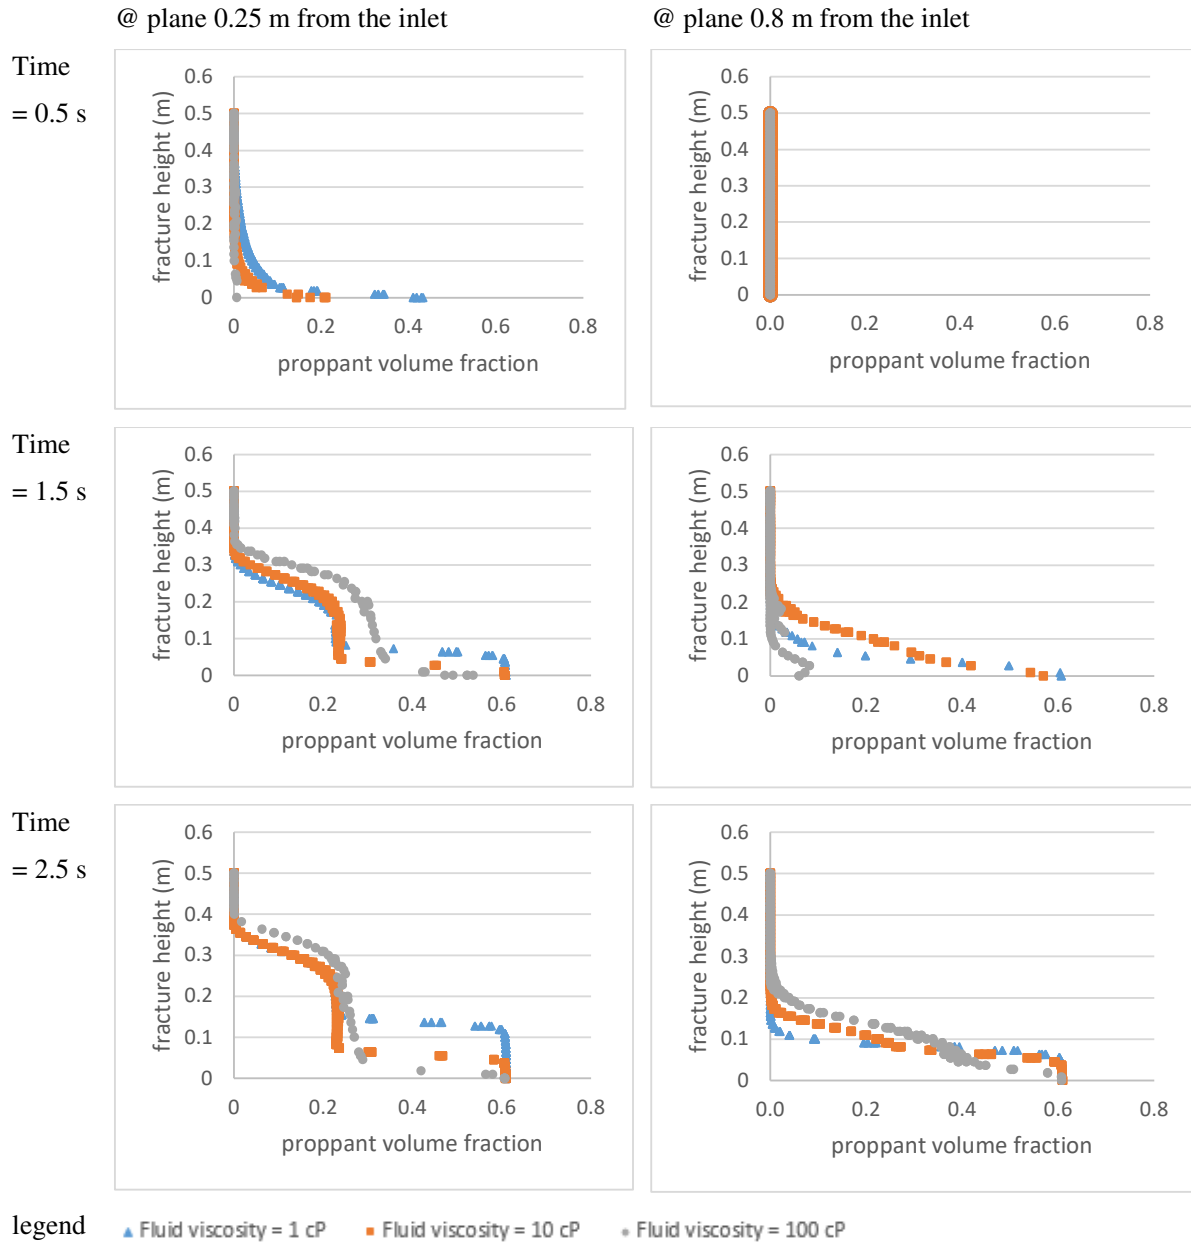 @ plane 0.25 m from the inlet
@ plane 0.8 m from the inlet
Time
= 0.5 s
fracture height (m)
0.6
0.5
0.4
0.3
0.2
0.1
0
0 0.2 0.4 0.6 0.8
proppant volume fraction
fracture height (m)
0.6
0.5
0.4
0.3
0.2
0.1
0
0.0 0.2 0.4 0.6 0.8
proppant volume fraction
Time
= 1.5 s
fracture height (m)
0.6
0.5
0.4
0.3
0.2
0.1
0
0 0.2 0.4 0.6 0.8
proppant volume fraction
fracture height (m)
0.6
0.5
0.4
0.3
0.2
0.1
0
0.0 0.2 0.4 0.6 0.8
proppant volume fraction
Time
= 2.5 s
fracture height (m)
0.6
0.5
0.4
0.3
0.2
0.1
0
0 0.2 0.4 0.6 0.8
proppant volume fraction
fracture height (m)
0.6
0.5
0.4
0.3
0.2
0.1
0
0.0 0.2 0.4 0.6 0.8
proppant volume fraction
legend Fluid viscosity = 1 cP Fluid viscosity = 10 cP Fluid viscosity = 100 cP